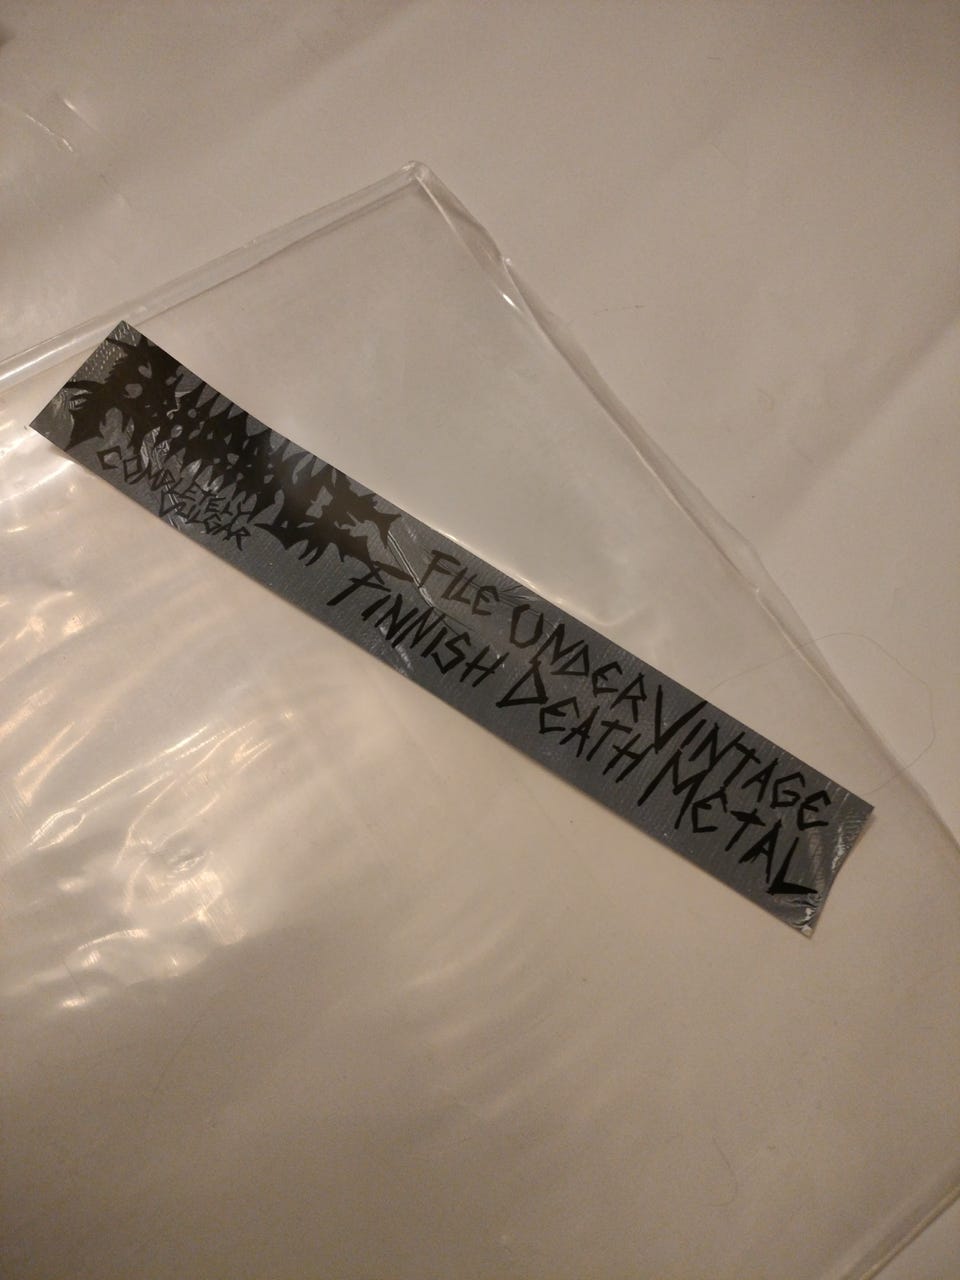 COMPLETELY
VULGAR
FILE UNDER VINTAGE
FINNISH DEATH METAL